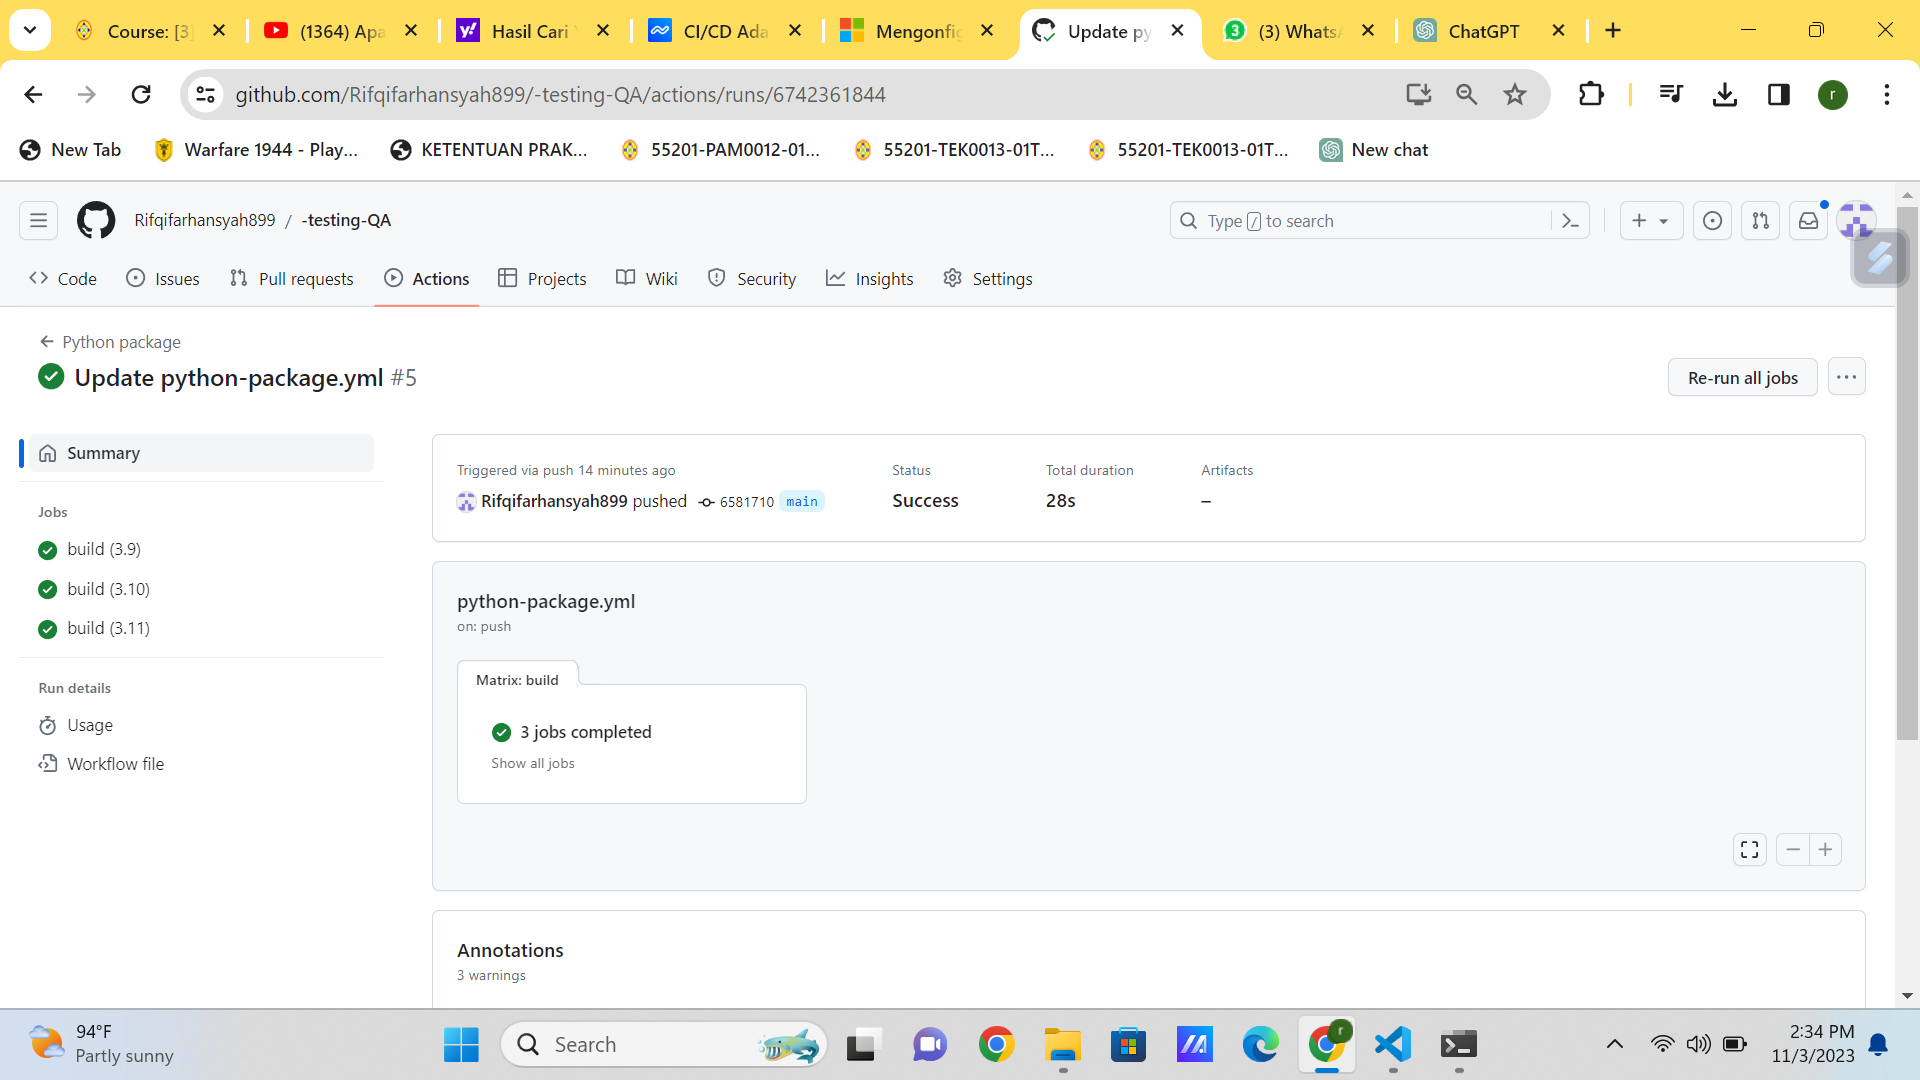 Course: [3]
(1364) Apa
Hasil Cari Y
CI/CD Ada
Mengonfig
Update py
3
(3) WhatsA
ChatGPT
github.com/Rifqifarhansyah899/-testing-QA/actions/runs/6742361844
r
New Tab
Warfare 1944 - Play...
KETENTUAN PRAK...
55201-PAM0012-01...
55201-TEK0013-01T...
55201-TEK0013-01T...
New chat
Rifqifarhansyah899 / -testing-QA
Type / to search
Code
Issues
Pull requests
Actions
Projects
Wiki
Security
Insights
Settings
Python package
Update python-package.yml #5
Re-run all jobs
Summary
Jobs
build (3.9)
build (3.10)
build (3.11)
Run details
Usage
Workflow file
Triggered via push 14 minutes ago
Rifqifarhansyah899 pushed 6581710 main
Status
Success
Total duration
28s
Artifacts
–
python-package.yml
on: push
Matrix: build
3 jobs completed
Show all jobs
Annotations
3 warnings
94°F
Partly sunny
Search
r
2:34 PM
11/3/2023